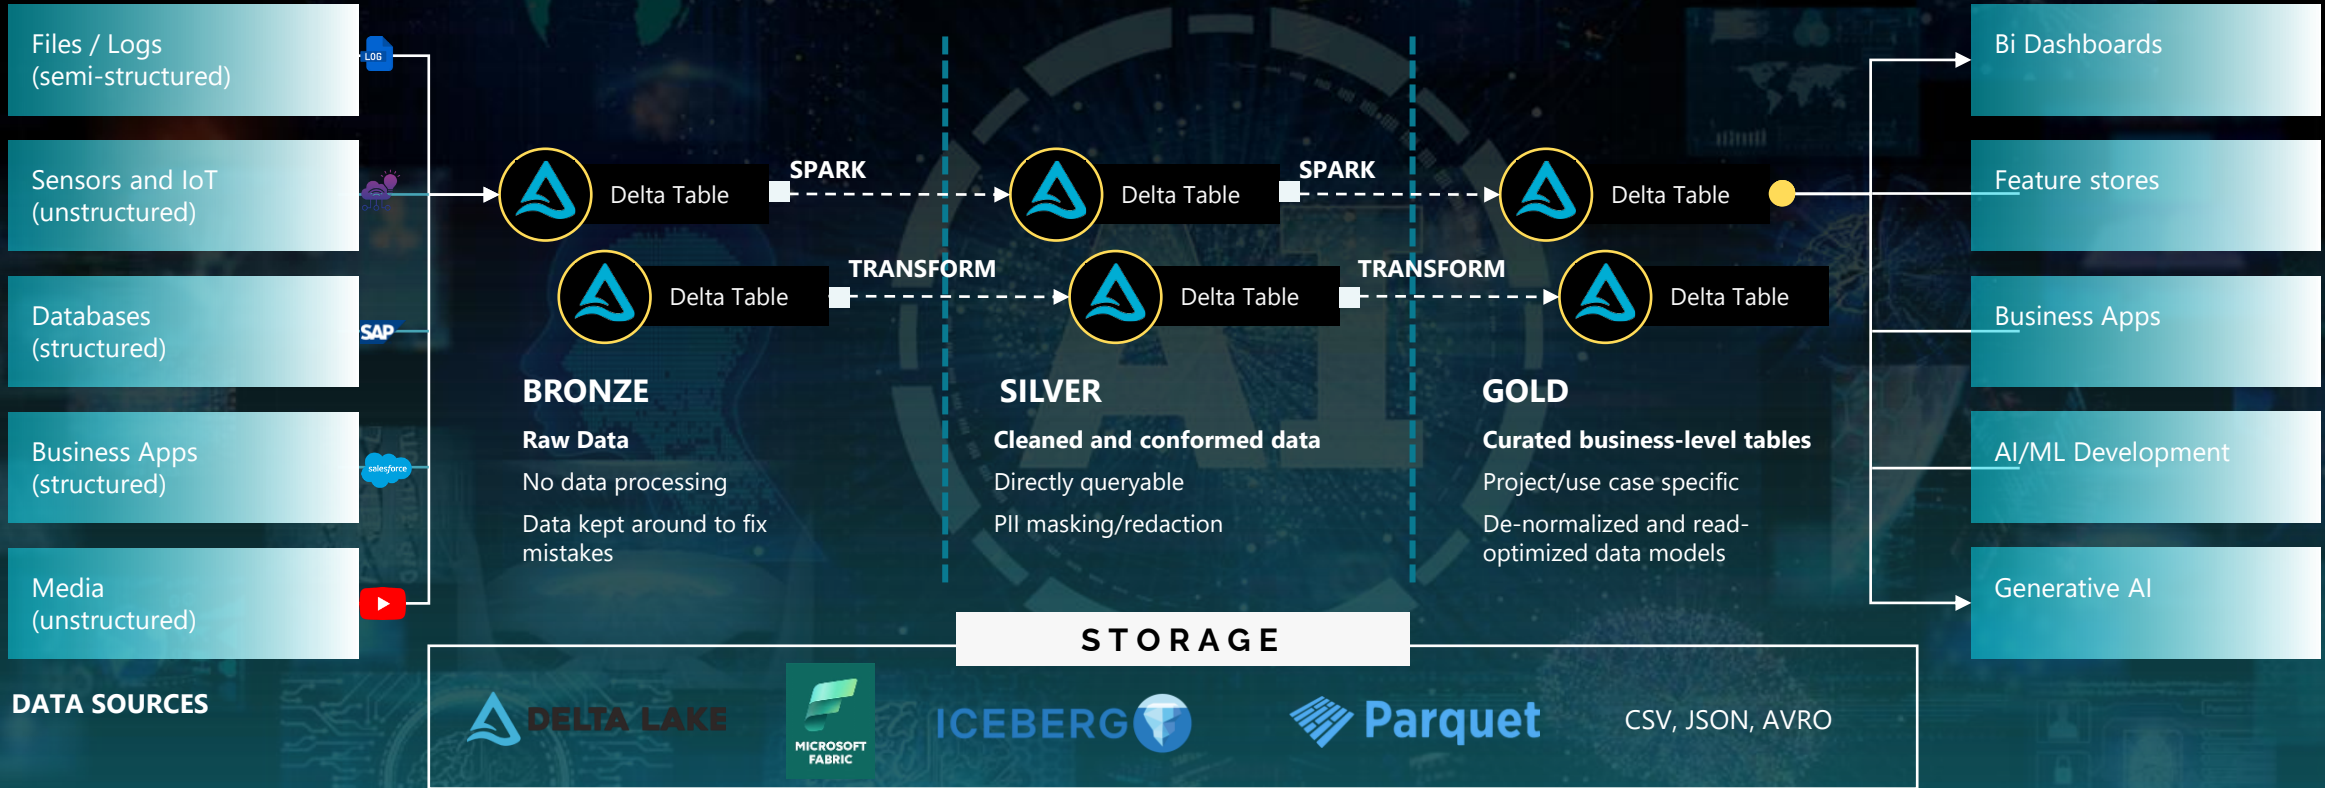 Files / Logs
(semi-structured)
LOG
Sensors and IoT
(unstructured)
Databases
(structured)
SAP
Business Apps
(structured)
salesforce
Media
(unstructured)
DATA SOURCES
Delta Table
SPARK
Delta Table
SPARK
Delta Table
Delta Table
TRANSFORM
Delta Table
TRANSFORM
Delta Table
BRONZE
Raw Data
No data processing
Data kept around to fix
mistakes
SILVER
Cleaned and conformed data
Directly queryable
PII masking/redaction
GOLD
Curated business-level tables
Project/use case specific
De-normalized and read-
optimized data models
Bi Dashboards
Feature stores
Business Apps
AI/ML Development
Generative AI
AI
STORAGE
DELTA LAKE
MICROSOFT
FABRIC
ICEBERG
Parquet
CSV, JSON, AVRO